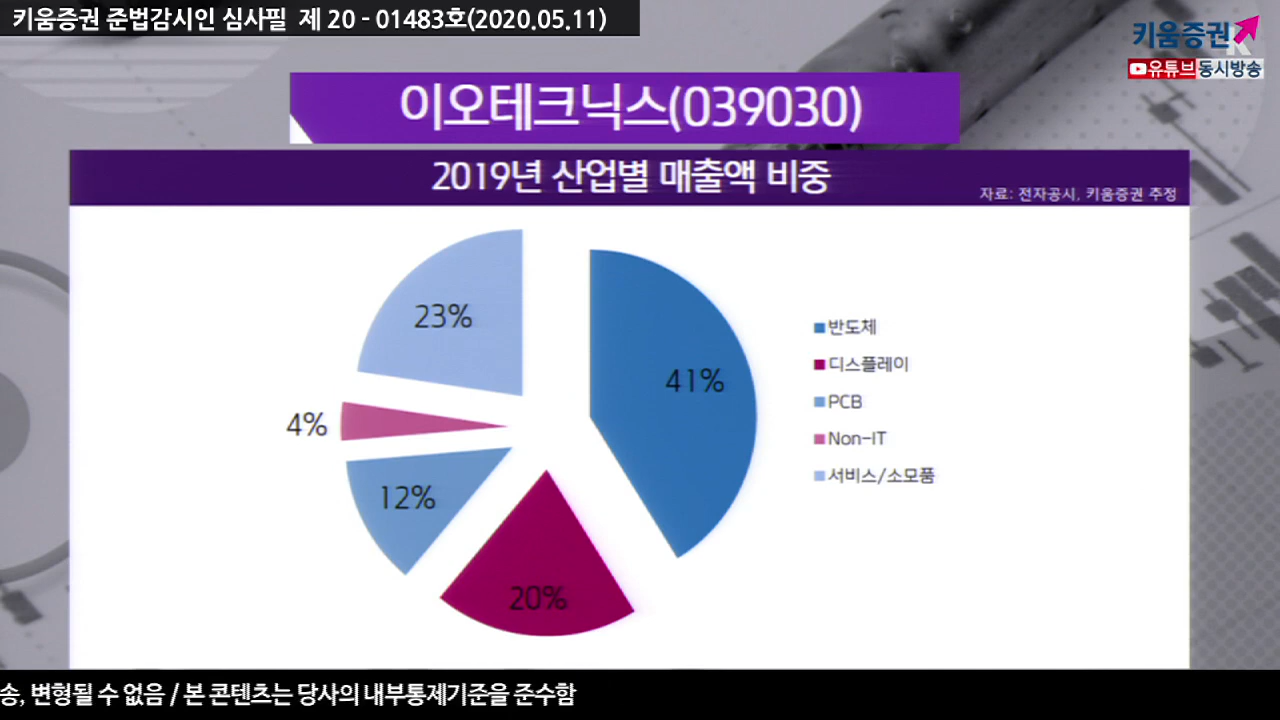 키움증권 준법감시인 심사필 제 20 - 01483호(2020.05.11)
키움증권
유튜브 동시방송
이오테크닉스(039030)
2019년 산업별 매출액 비중
자료: 전자공시, 키움증권 추정
23%
41%
4%
12%
20%
반도체
디스플레이
PCB
Non-IT
서비스/소모품
송, 변형될 수 없음 / 본 콘텐츠는 당사의 내부통제기준을 준수함